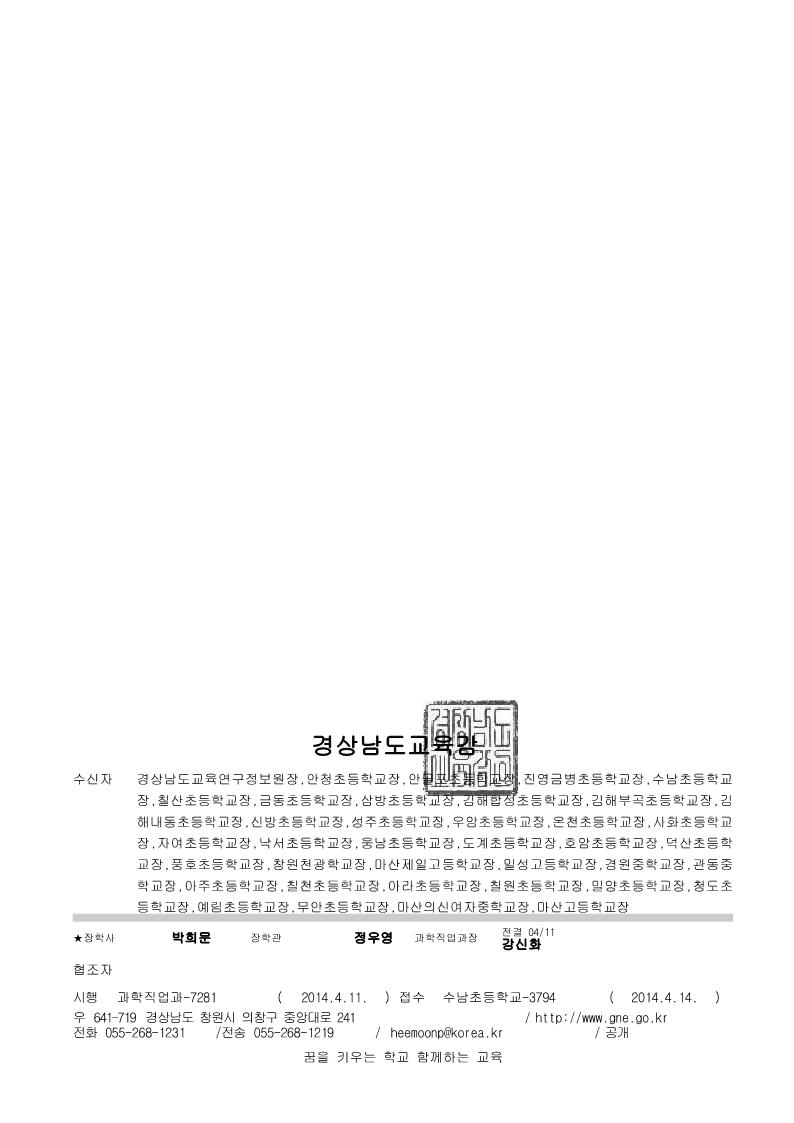 경상남도교육감
수신자 경상남도교육연구정보원장,안청초등학교장,안골포초등학교장,진영금병초등학교장,수남초등학교
장,칠산초등학교장,금동초등학교장,삼방초등학교장,김해합성초등학교장,김해부곡초등학교장,김
해내동초등학교장,신방초등학교장,성주초등학교장,우암초등학교장,온천초등학교장,사화초등학교
장,자여초등학교장,낙서초등학교장,웅남초등학교장,도계초등학교장,호암초등학교장,덕산초등학
교장,풍호초등학교장,창원천광학교장,마산제일고등학교장,밀성고등학교장,경원중학교장,관동중
학교장,아주초등학교장,칠천초등학교장,아라초등학교장,칠원초등학교장,밀양초등학교장,청도초
등학교장,예림초등학교장,무안초등학교장,마산의신여자중학교장,마산고등학교장
★장학사 박희문 장학관 정우영 과학직업과장 전결 04/11
강신화
협조자
시행 과학직업과-7281 ( 2014.4.11. ) 접수 수남초등학교-3794 ( 2014.4.14. )
우 641-719 경상남도 창원시 의창구 중앙대로 241 / http://www.gne.go.kr
전화 055-268-1231 /전송 055-268-1219 / heemoonp@korea.kr / 공개
꿈을 키우는 학교 함께하는 교육